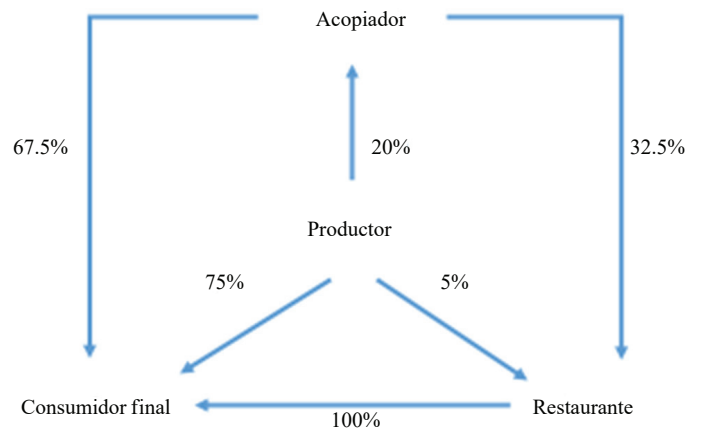 Acopiador
67.5%
20%
32.5%
Productor
75%
5%
Consumidor final
Restaurante
100%